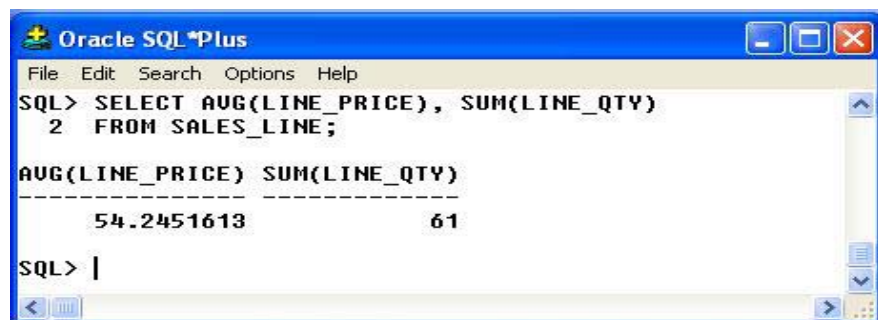 Oracle SQL*Plus
File Edit Search Options Help
SQL> SELECT AVG(LINE_PRICE), SUM(LINE_QTY)
2 FROM SALES_LINE;
AVG(LINE_PRICE) SUM(LINE_QTY)
--------------- -------------
54.2451613 61
SQL>